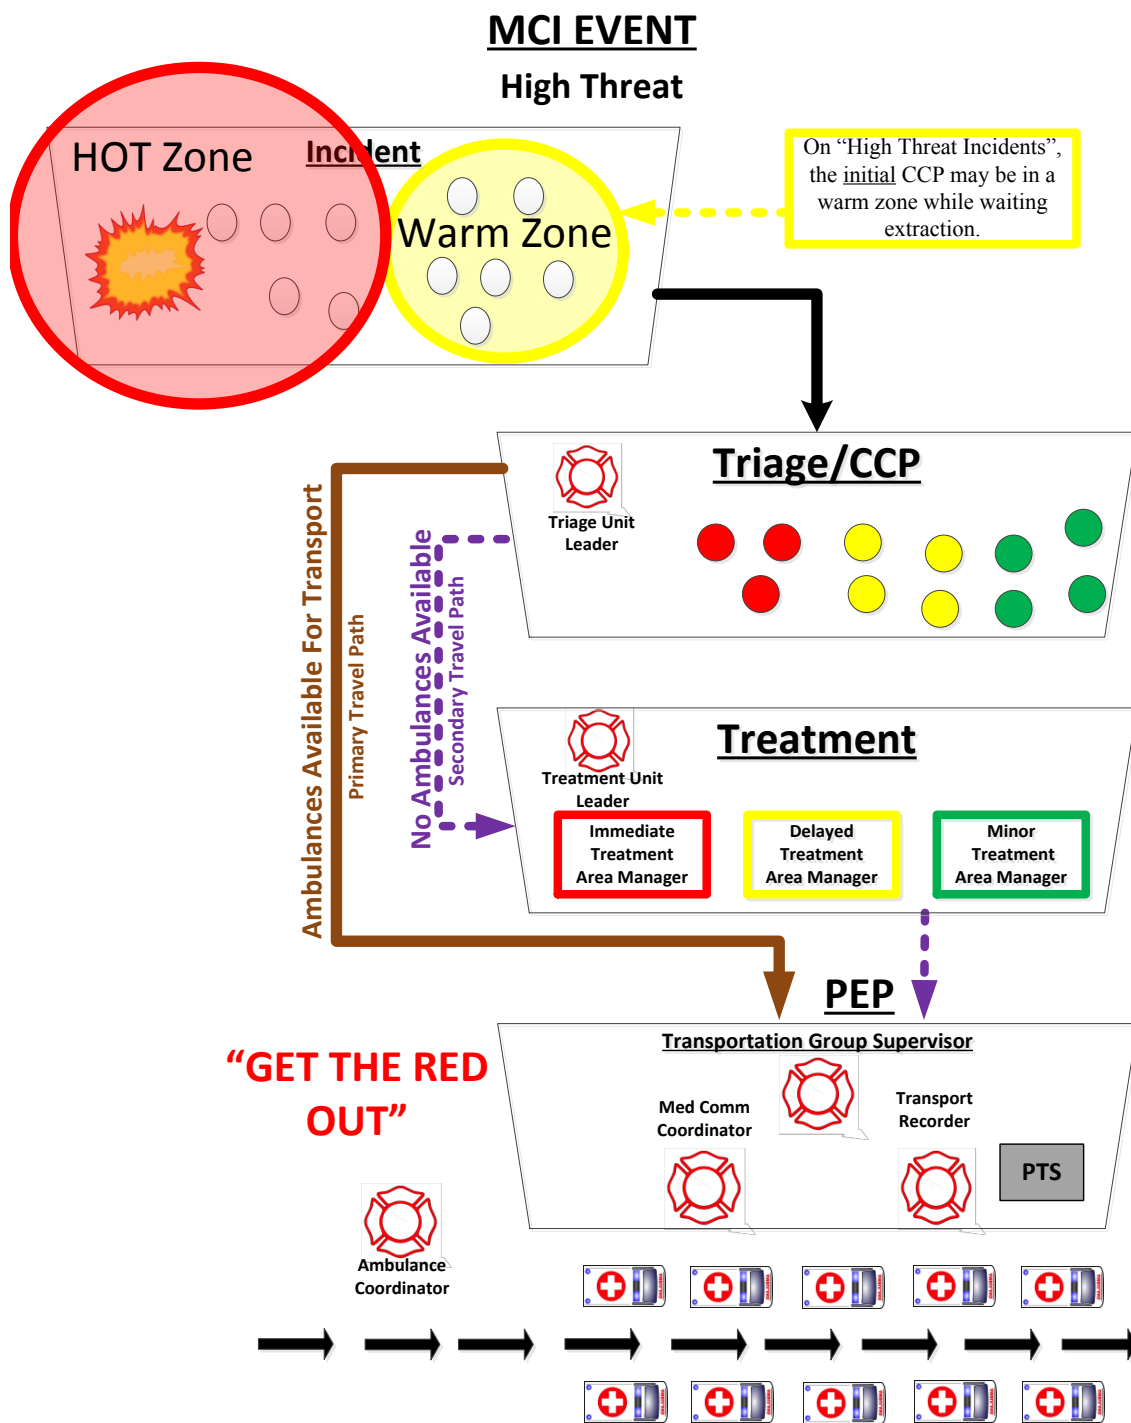 MCI EVENT
High Threat
HOT Zone
Incident
Warm Zone
On “High Threat Incidents”,
the initial CCP may be in a
warm zone while waiting
extraction.
Triage/CCP
Triage Unit
Leader
Ambulances Available For Transport
Primary Travel Path
No Ambulances Available
Secondary Travel Path
Treatment
Treatment Unit
Leader
Immediate
Treatment
Area Manager
Delayed
Treatment
Area Manager
Minor
Treatment
Area Manager
PEP
Transportation Group Supervisor
“GET THE RED
OUT”
Med Comm
Coordinator
Transport
Recorder
PTS
Ambulance
Coordinator